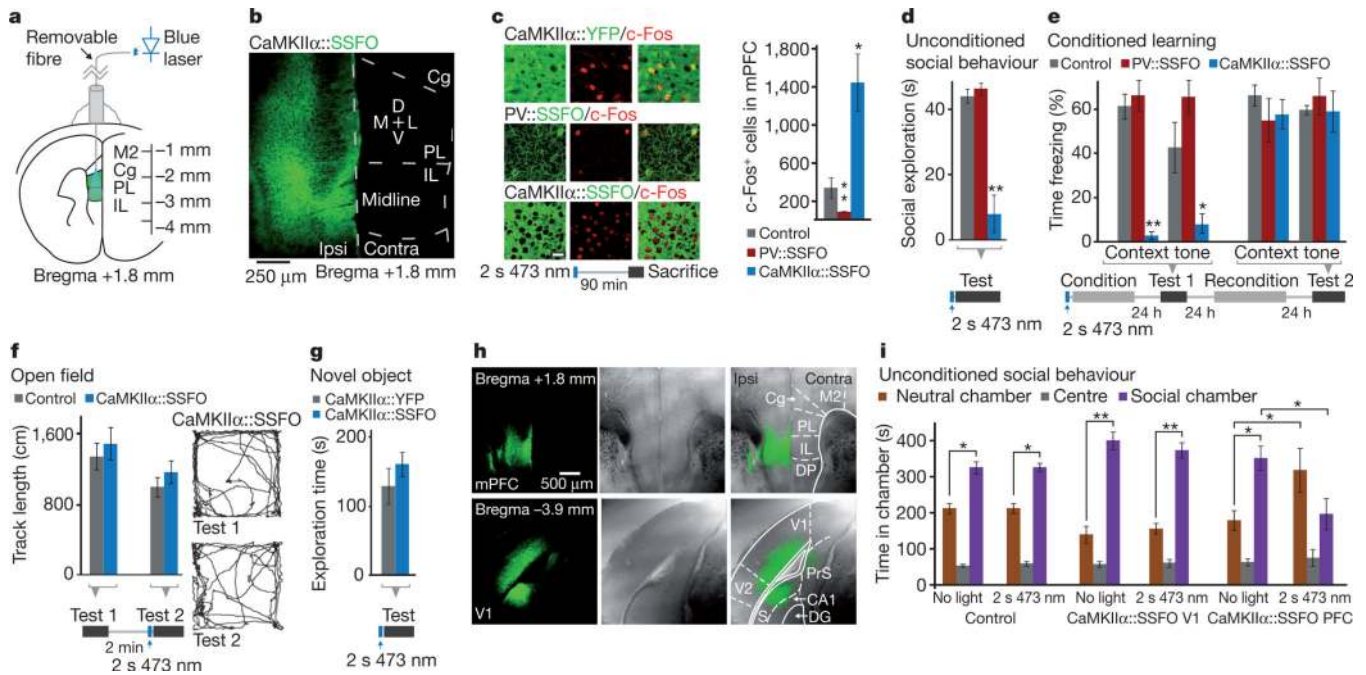 a
Removable
fibre
Blue
laser
M2
Cg
PL
IL
−1 mm
−2 mm
−3 mm
−4 mm
Bregma +1.8 mm
b
CaMKIIα::SSFO
Cg
D
M + L
V
PL
IL
Midline
Ipsi
Contra
250 μm
Bregma +1.8 mm
c
CaMKIIα::YFP/c-Fos
PV::SSFO/c-Fos
CaMKIIα::SSFO/c-Fos
2 s 473 nm
90 min
Sacrifice
c-Fos⁺ cells in mPFC
1,800
1,400
1,000
600
200
*
**
Control
PV::SSFO
CaMKIIα::SSFO
d
Unconditioned
social behaviour
Social exploration (s)
40
20
0
**
Test
2 s 473 nm
e
Conditioned learning
Control
PV::SSFO
CaMKIIα::SSFO
Time freezing (%)
60
40
20
0
**
*
Context tone
Context tone
Condition
Test 1
Recondition
Test 2
24 h
24 h
24 h
2 s 473 nm
f
Open field
Control
CaMKIIα::SSFO
Track length (cm)
1,600
800
0
CaMKIIα::SSFO
Test 1
Test 2
Test 1
Test 2
2 min
2 s 473 nm
g
Novel object
CaMKIIα::YFP
CaMKIIα::SSFO
Exploration time (s)
200
100
0
Test
2 s 473 nm
h
Bregma +1.8 mm
mPFC
500 μm
Ipsi
Contra
Cg
M2
PL
IL
DP
Bregma −3.9 mm
V1
V1
V2
PrS
S
CA1
DG
i
Unconditioned social behaviour
Neutral chamber
Centre
Social chamber
Time in chamber (s)
400
300
200
100
0
*
*
**
**
*
*
*
No light
2 s 473 nm
No light
2 s 473 nm
No light
2 s 473 nm
Control
CaMKIIα::SSFO V1
CaMKIIα::SSFO PFC